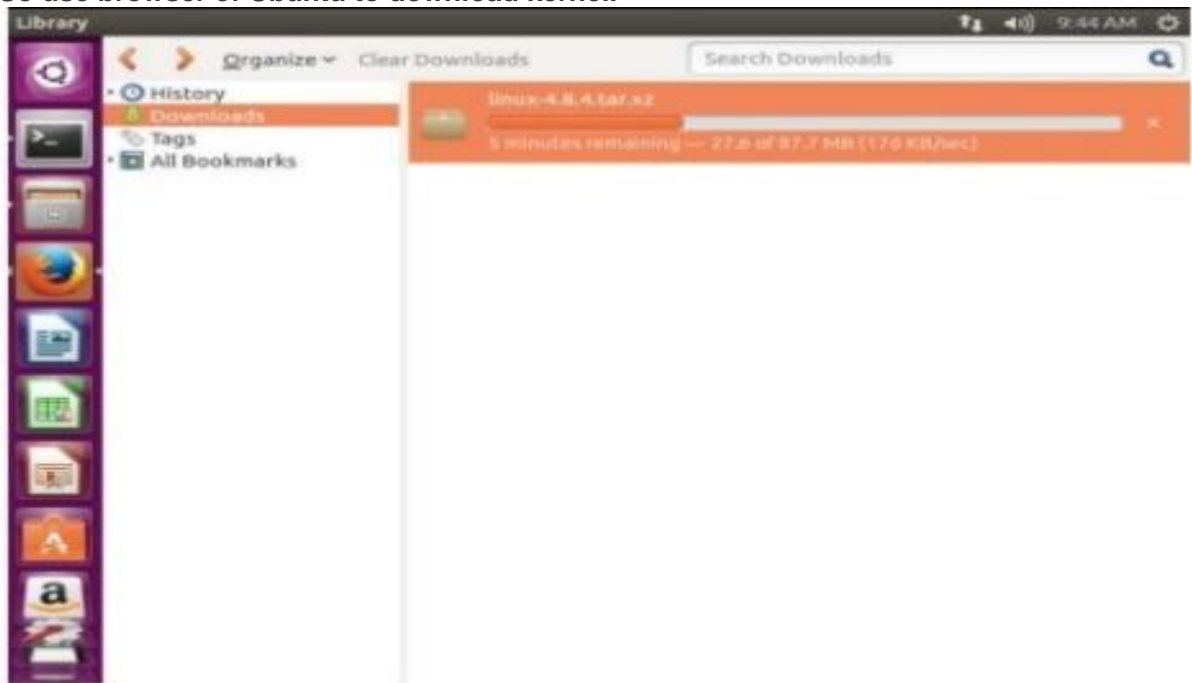 So use browser of Ubuntu to download kernel.
Library
9:44 AM
Organize Clear Downloads
Search Downloads
History
Downloads
Tags
All Bookmarks
linux-4.8.4.tar.xz
5 minutes remaining — 27.6 of 87.7 MB (176 KB/sec)
a